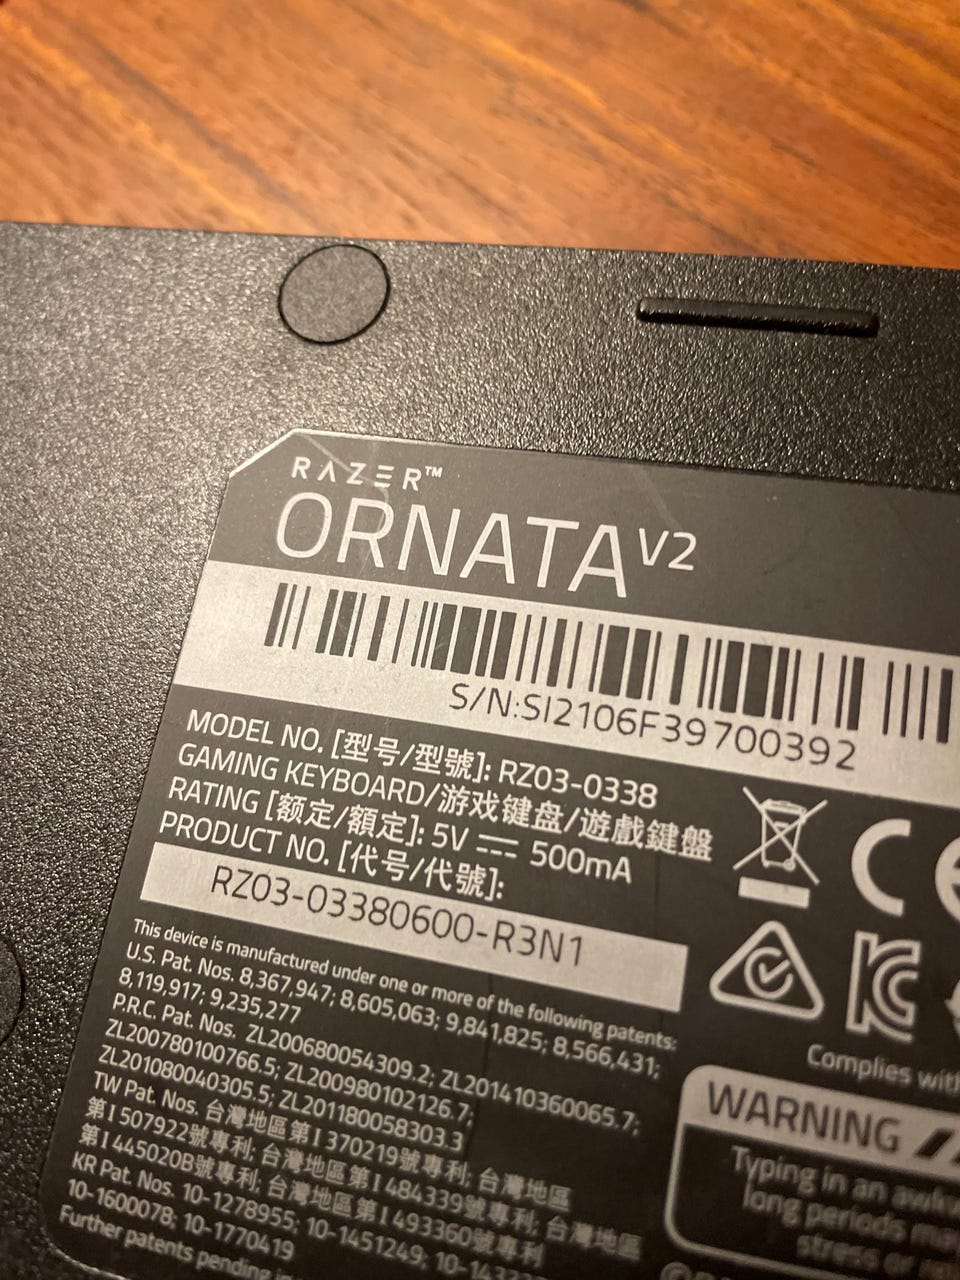 RAZER™
ORNATA V2
S/N:SI2106F39700392
MODEL NO. [型号/型號]: RZ03-0338
GAMING KEYBOARD/游戏键盘/遊戲鍵盤
RATING [额定/額定]: 5V ⎓ 500mA
PRODUCT NO. [代号/代號]:
RZ03-03380600-R3N1
This device is manufactured under one or more of the following patents:
U.S. Pat. Nos. 8,367,947; 8,605,063; 9,841,825; 8,566,431;
8,119,917; 9,235,277
P.R.C. Pat. Nos. ZL200680054309.2; ZL201410360065.7;
ZL200780100766.5; ZL200980102126.7;
ZL201080040305.5; ZL201180058303.3
TW Pat. Nos. 台灣地區第I370219號專利; 台灣地區
第I507922號專利; 台灣地區第I484339號專利; 台灣地區
第I445020B號專利; 台灣地區第I493360號專利
KR Pat. Nos. 10-1278955; 10-1451249;
10-1600078; 10-1770419
Further patents pending
CE
Complies with
WARNING
Typing in an
long periods
stress or